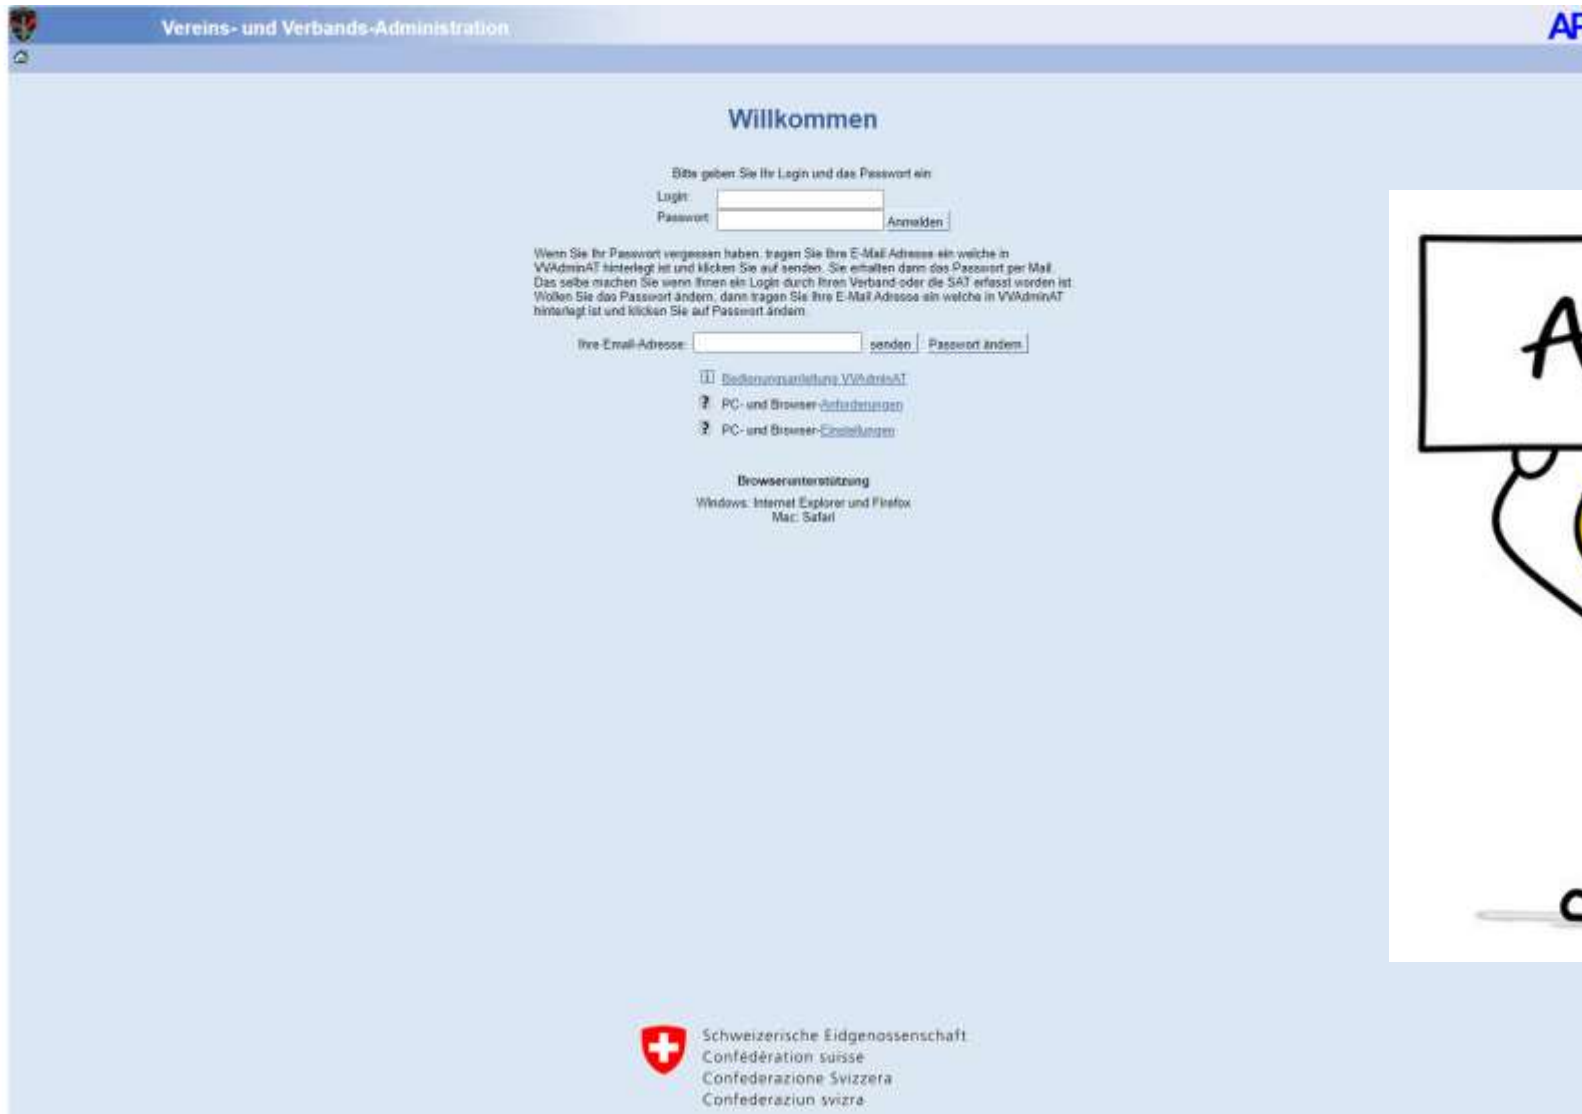 Vereins- und Verbands-Administration
AF
Willkommen
Bitte geben Sie Ihr Login und das Passwort ein
Login:
Passwort: Anmelden
Wenn Sie Ihr Passwort vergessen haben, tragen Sie Ihre E-Mail Adresse ein welche in
VVAdminAT hinterlegt ist und klicken Sie auf senden. Sie erhalten dann das Passwort per Mail.
Das selbe machen Sie wenn Ihnen ein Login durch Ihren Verband oder die SAT erfasst worden ist.
Wollen Sie das Passwort ändern, dann tragen Sie Ihre E-Mail Adresse ein welche in VVAdminAT
hinterlegt ist und klicken Sie auf Passwort ändern.
Ihre Email-Adresse: senden Passwort ändern
Bedienungsanleitung VVAdminAT
PC- und Browser-Anforderungen
PC- und Browser-Einstellungen
Browserunterstützung
Windows: Internet Explorer und Firefox
Mac: Safari
A
Schweizerische Eidgenossenschaft
Confédération suisse
Confederazione Svizzera
Confederaziun svizra